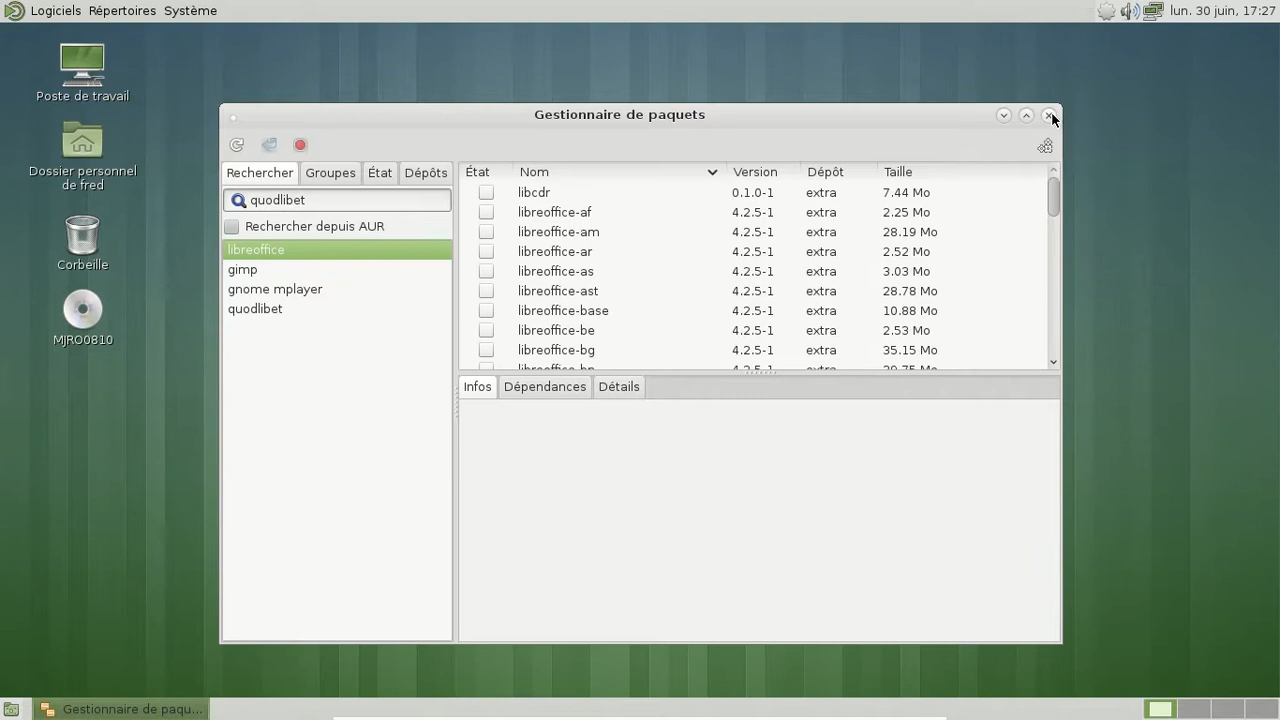 Logiciels Répertoires Système lun. 30 juin, 17:27
Poste de travail
Dossier personnel
de fred
Corbeille
MJRO0810
Gestionnaire de paquets
Rechercher Groupes État Dépôts
quodlibet
Rechercher depuis AUR
libreoffice
gimp
gnome mplayer
quodlibet
État Nom Version Dépôt Taille
libcdr 0.1.0-1 extra 7.44 Mo
libreoffice-af 4.2.5-1 extra 2.25 Mo
libreoffice-am 4.2.5-1 extra 28.19 Mo
libreoffice-ar 4.2.5-1 extra 2.52 Mo
libreoffice-as 4.2.5-1 extra 3.03 Mo
libreoffice-ast 4.2.5-1 extra 28.78 Mo
libreoffice-base 4.2.5-1 extra 10.88 Mo
libreoffice-be 4.2.5-1 extra 2.53 Mo
libreoffice-bg 4.2.5-1 extra 35.15 Mo
Infos Dépendances Détails
Gestionnaire de paqu...